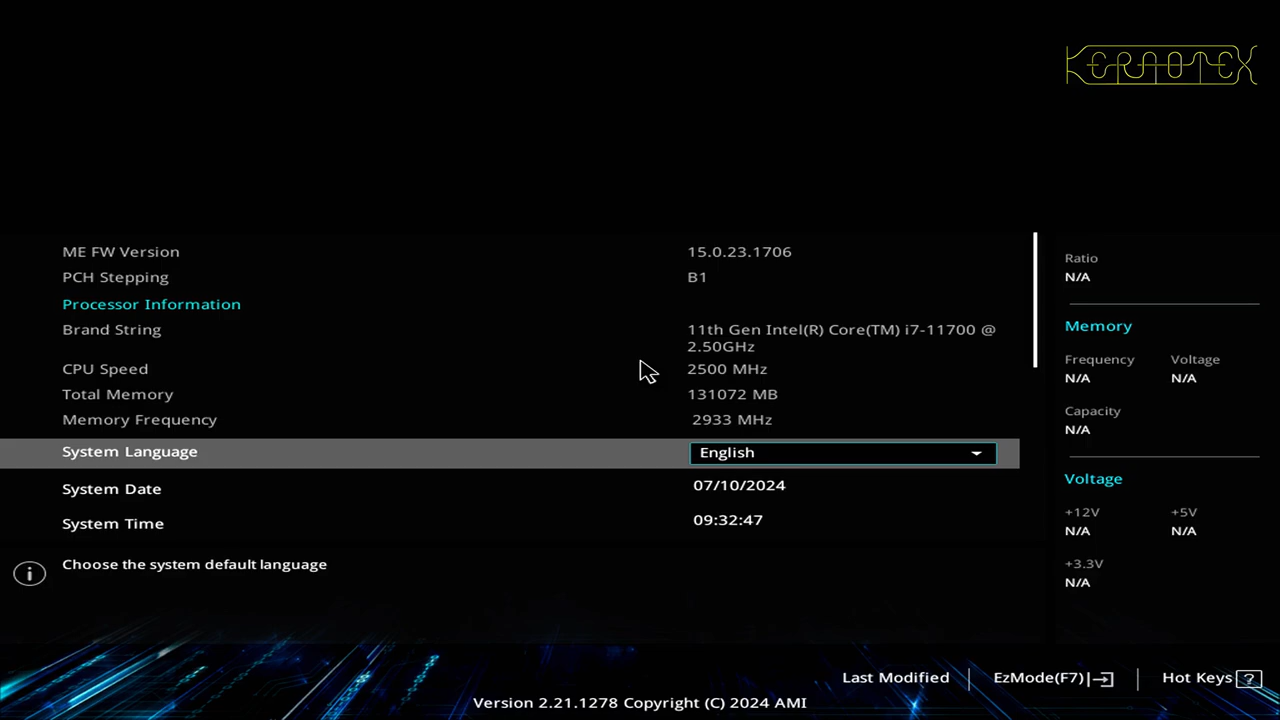 KERAOTEX
ME FW Version 15.0.23.1706
PCH Stepping B1
Processor Information
Brand String 11th Gen Intel(R) Core(TM) i7-11700 @
2.50GHz
CPU Speed 2500 MHz
Total Memory 131072 MB
Memory Frequency 2933 MHz
System Language English
System Date 07/10/2024
System Time 09:32:47
Choose the system default language
Ratio
N/A
Memory
Frequency Voltage
N/A N/A
Capacity
N/A
Voltage
+12V +5V
N/A N/A
+3.3V
N/A
Last Modified EzMode(F7) Hot Keys ?
Version 2.21.1278 Copyright (C) 2024 AMI